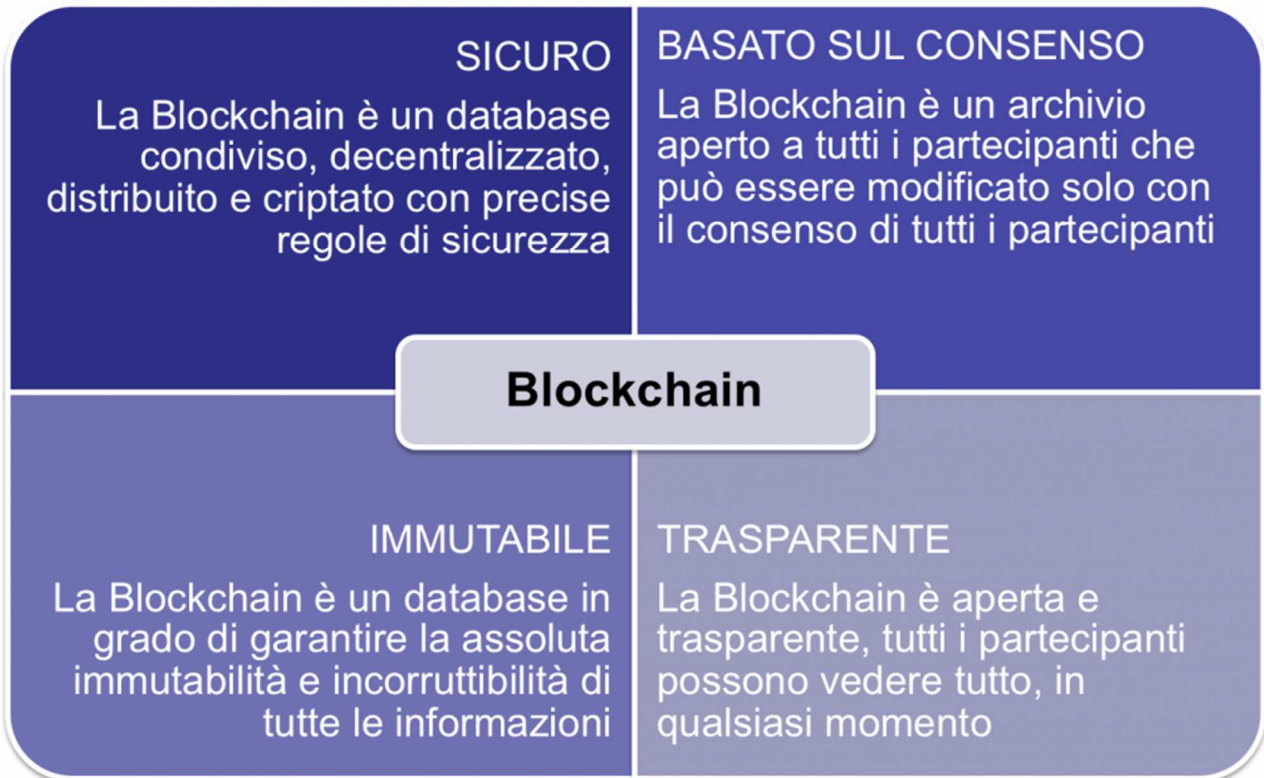 SICURO
La Blockchain è un database
condiviso, decentralizzato,
distribuito e criptato con precise
regole di sicurezza
BASATO SUL CONSENSO
La Blockchain è un archivio
aperto a tutti i partecipanti che
può essere modificato solo con
il consenso di tutti i partecipanti
Blockchain
IMMUTABILE
La Blockchain è un database in
grado di garantire la assoluta
immutabilità e incorruttibilità di
tutte le informazioni
TRASPARENTE
La Blockchain è aperta e
trasparente, tutti i partecipanti
possono vedere tutto, in
qualsiasi momento